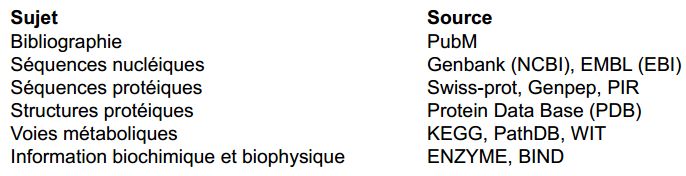 Sujet Source
Bibliographie PubM
Séquences nucléiques Genbank (NCBI), EMBL (EBI)
Séquences protéiques Swiss-prot, Genpep, PIR
Structures protéiques Protein Data Base (PDB)
Voies métaboliques KEGG, PathDB, WIT
Information biochimique et biophysique ENZYME, BIND